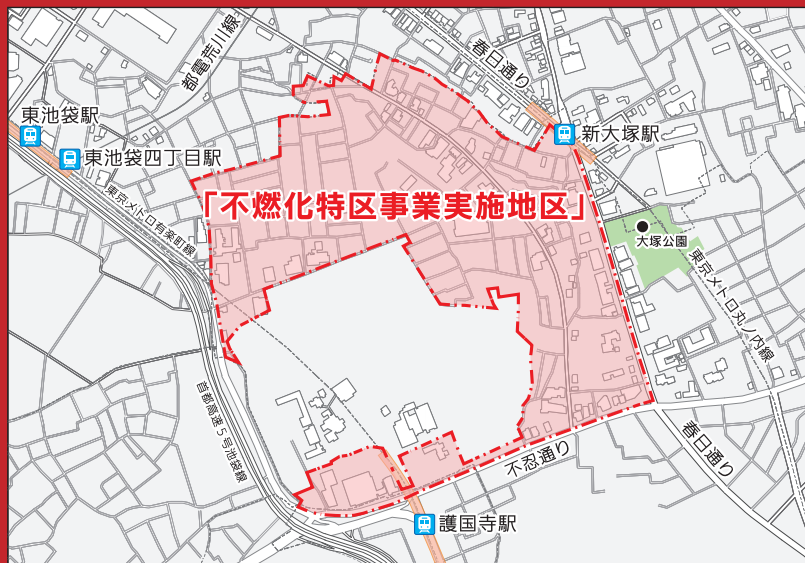 春日通り
都電荒川線
東池袋駅
新大塚駅
東池袋四丁目駅
東京メトロ有楽町線
「不燃化特区事業実施地区」
大塚公園
東京メトロ丸ノ内線
首都高速5号池袋線
春日通り
不忍通り
護国寺駅